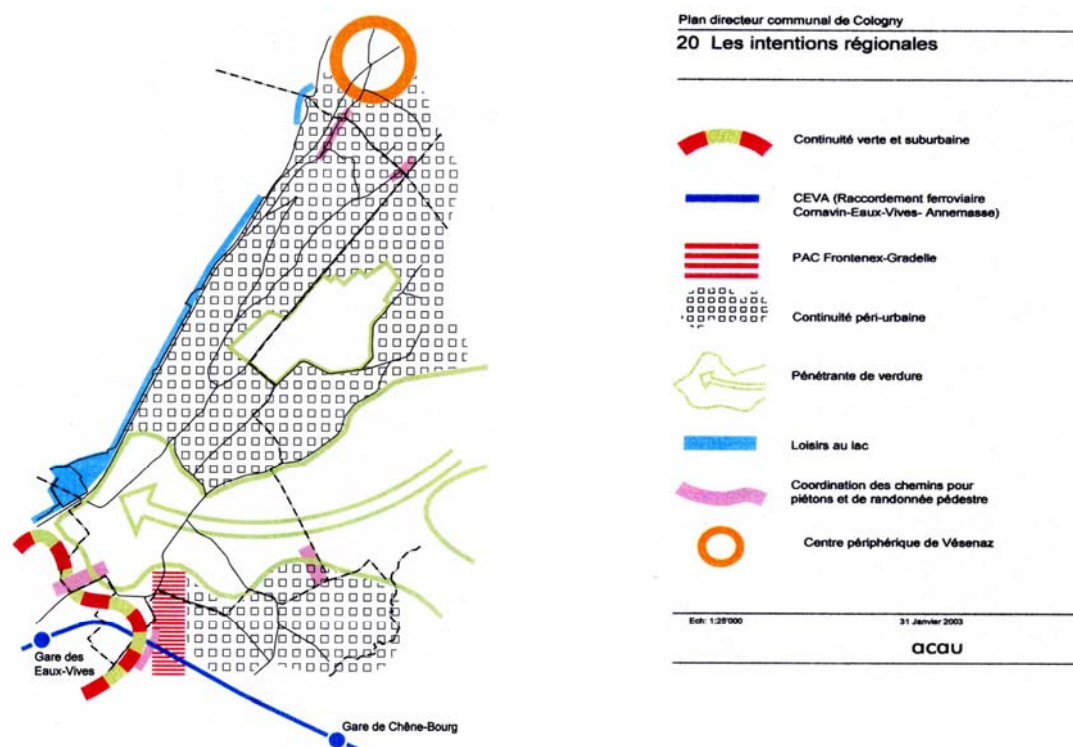 Plan directeur communal de Cologny
20 Les intentions régionales
Continuité verte et suburbaine
CEVA (Raccordement ferroviaire
Cornavin-Eaux-Vives- Annemasse)
PAC Frontenex-Gradelle
Continuité péri-urbaine
Pénétrante de verdure
Loisirs au lac
Coordination des chemins pour
piétons et de randonnée pédestre
Centre périphérique de Vésenaz
Ech: 1:25'000 31 Janvier 2003
acau
Gare des
Eaux-Vives
Gare de Chêne-Bourg